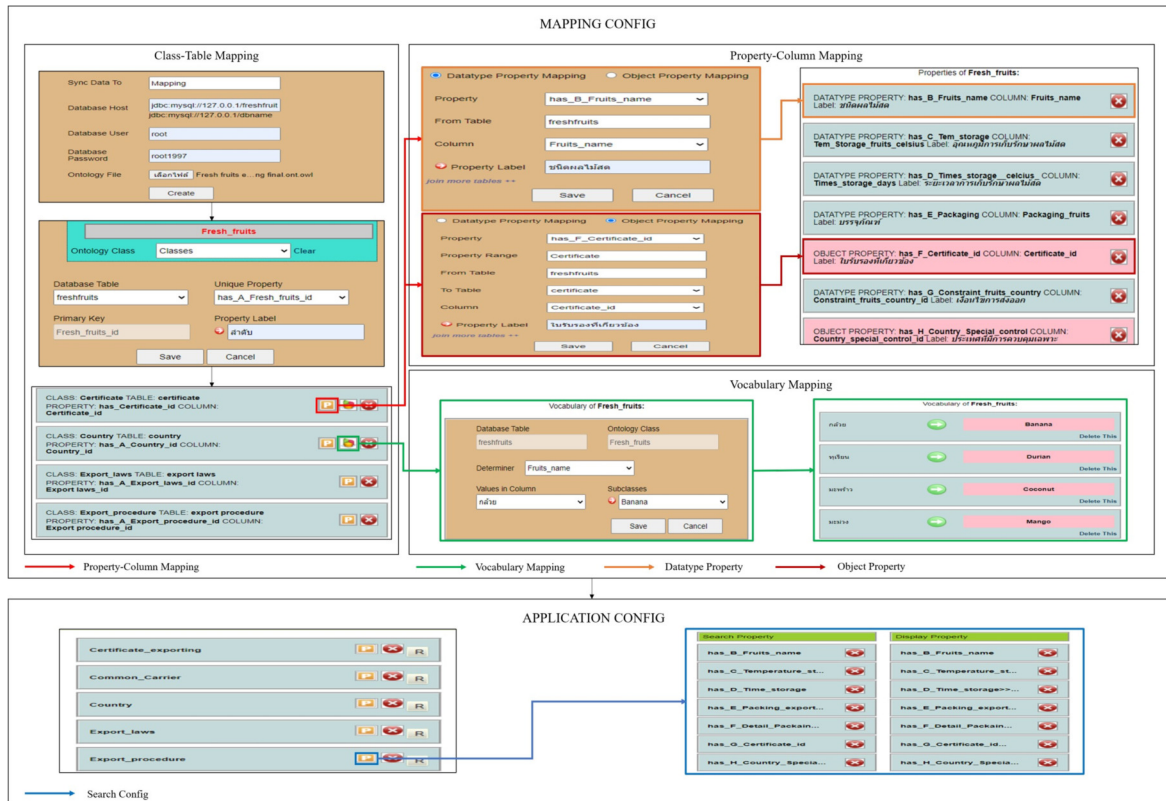 MAPPING CONFIG
Class-Table Mapping
Sync Data To
Mapping
Database Host
jdbc:mysql://127.0.0.1/freshfruit
jdbc:mysql://127.0.0.1/dbname
Database User
root
Database
Password
root1997
Ontology File
เลือกไฟล์ Fresh fruits e...ng final.ont.owl
Create
Fresh_fruits
Ontology Class
Classes
Clear
Database Table
Unique Property
freshfruits
has_A_Fresh_fruits_id
Primary Key
Property Label
Fresh_fruits_id
ลำดับ
Save
Cancel
CLASS: Certificate TABLE: certificate
PROPERTY: has_Certificate_id COLUMN:
Certificate_id
CLASS: Country TABLE: country
PROPERTY: has_A_Country_id COLUMN:
Country_id
CLASS: Export_laws TABLE: export laws
PROPERTY: has_A_Export_laws_id COLUMN:
Export laws_id
CLASS: Export_procedure TABLE: export procedure
PROPERTY: has_A_Export_procedure_id COLUMN:
Export procedure_id
Property-Column Mapping
Datatype Property Mapping
Object Property Mapping
Property
has_B_Fruits_name
From Table
freshfruits
Column
Fruits_name
Property Label
ชนิดผลไม้สด
join more tables ++
Save
Cancel
Datatype Property Mapping
Object Property Mapping
Property
has_F_Certificate_id
Property Range
Certificate
From Table
freshfruits
To Table
certificate
Column
Certificate_id
Property Label
ใบรับรองที่เกี่ยวข้อง
join more tables ++
Save
Cancel
Properties of Fresh_fruits:
DATATYPE PROPERTY: has_B_Fruits_name COLUMN: Fruits_name
Label: ชนิดผลไม้สด
DATATYPE PROPERTY: has_C_Tem_storage COLUMN:
Tem_Storage_fruits_celsius Label: อุณหภูมิการเก็บรักษาผลไม้สด
DATATYPE PROPERTY: has_D_Times_storage__celcius_ COLUMN:
Times_storage_days Label: ระยะเวลาการเก็บรักษาผลไม้สด
DATATYPE PROPERTY: has_E_Packaging COLUMN: Packaging_fruits
Label: บรรจุภัณฑ์
OBJECT PROPERTY: has_F_Certificate_id COLUMN: Certificate_id
Label: ใบรับรองที่เกี่ยวข้อง
DATATYPE PROPERTY: has_G_Constraint_fruits_country COLUMN:
Constraint_fruits_country_id Label: เงื่อนไขการส่งออก
OBJECT PROPERTY: has_H_Country_Special_control COLUMN:
Country_special_control_id Label: ประเทศที่มีการควบคุมเฉพาะ
Vocabulary Mapping
Vocabulary of Fresh_fruits:
Database Table
Ontology Class
freshfruits
Fresh_fruits
Determiner
Fruits_name
Values in Column
Subclasses
กล้วย
Banana
Save
Cancel
Vocabulary of Fresh_fruits:
กล้วย
Banana
Delete This
ทุเรียน
Durian
Delete This
มะพร้าว
Coconut
Delete This
มะม่วง
Mango
Delete This
Property-Column Mapping
Vocabulary Mapping
Datatype Property
Object Property
APPLICATION CONFIG
Certificate_exporting
R
Common_Carrier
R
Country
R
Export_laws
R
Export_procedure
R
Search Property
Display Property
has_B_Fruits_name
has_B_Fruits_name
has_C_Temperature_st...
has_C_Temperature_st...
has_D_Time_storage
has_D_Time_storage>>...
has_E_Packing_export...
has_E_Packing_export...
has_F_Detail_Packain...
has_F_Detail_Packain...
has_G_Certificate_id
has_G_Certificate_id...
has_H_Country_Specia...
has_H_Country_Specia...
Search Config